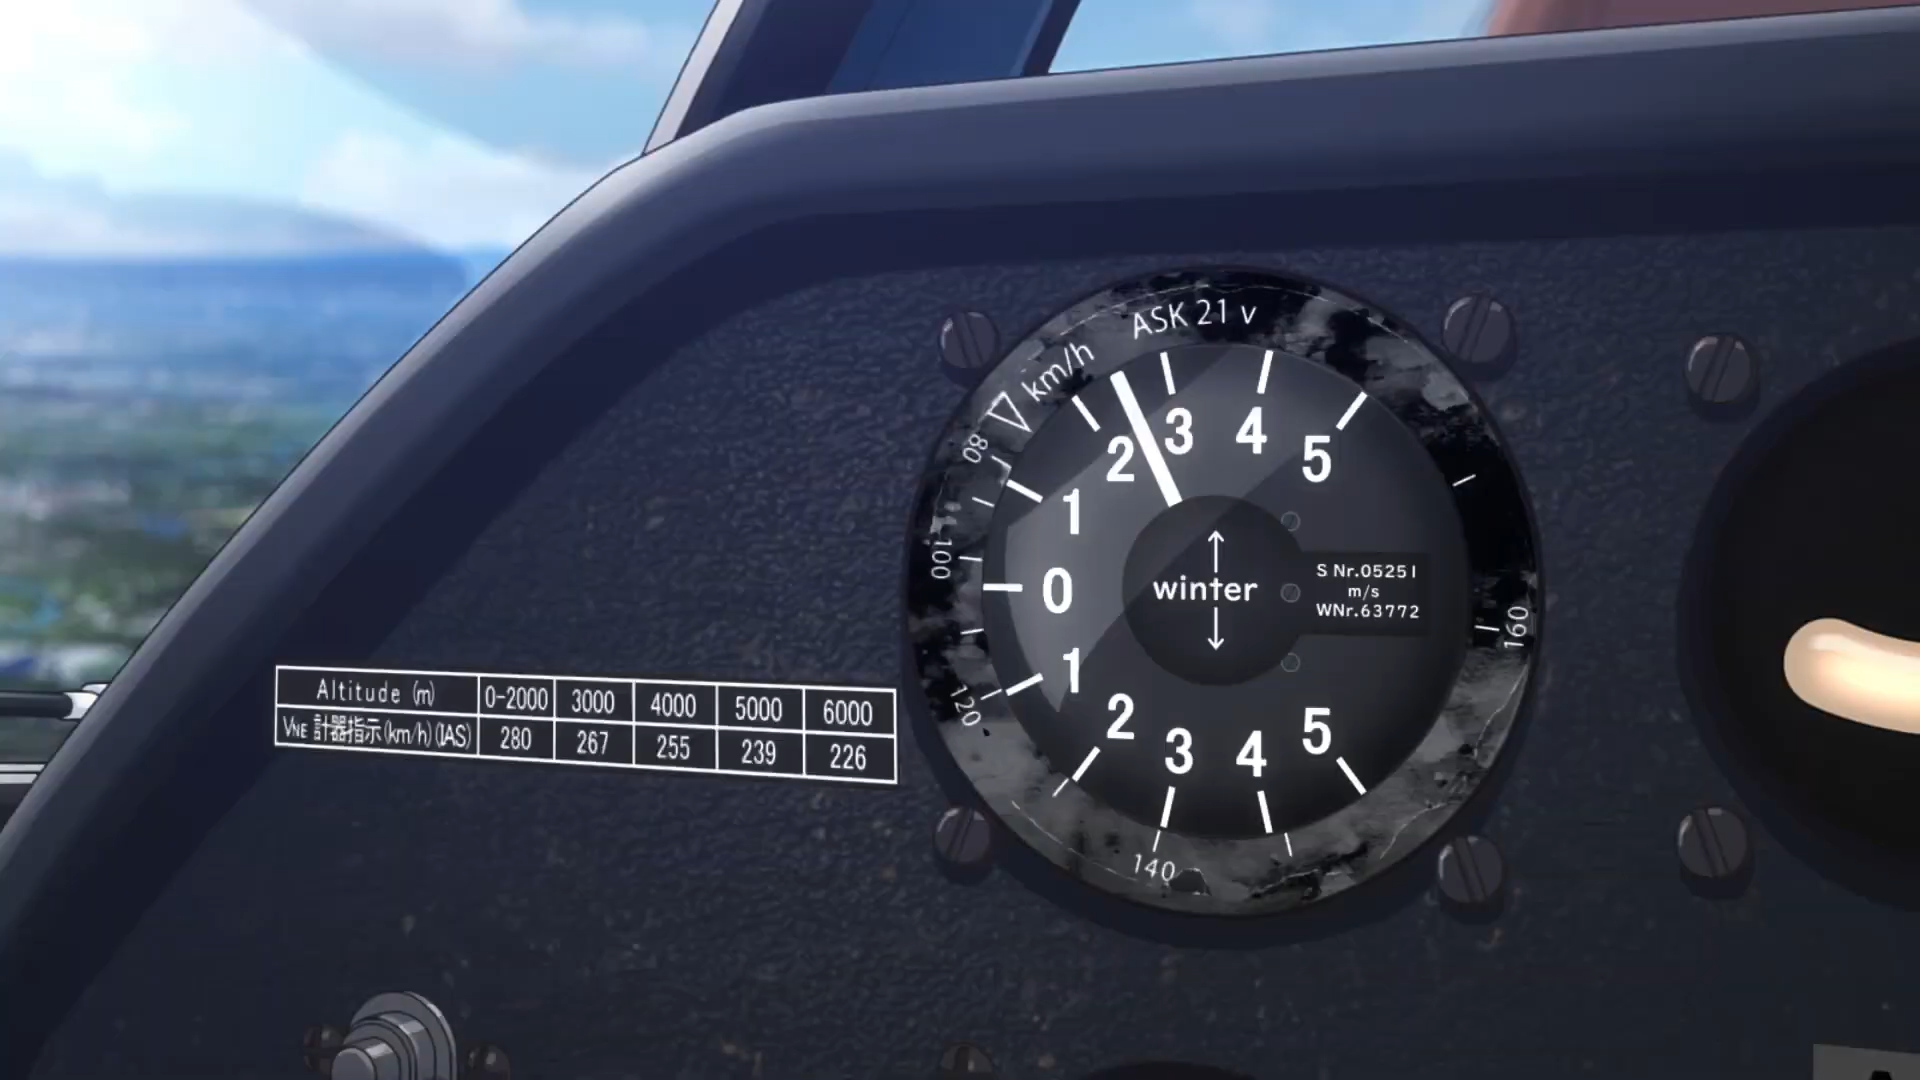 ASK 21 v
km/h
80
100
120
140
160
1 2 3 4 5
0
1 2 3 4 5
winter
S Nr.05251
m/s
WNr.63772
Altitude (m) 0-2000 3000 4000 5000 6000
VNE 計器指示(km/h)(IAS) 280 267 255 239 226